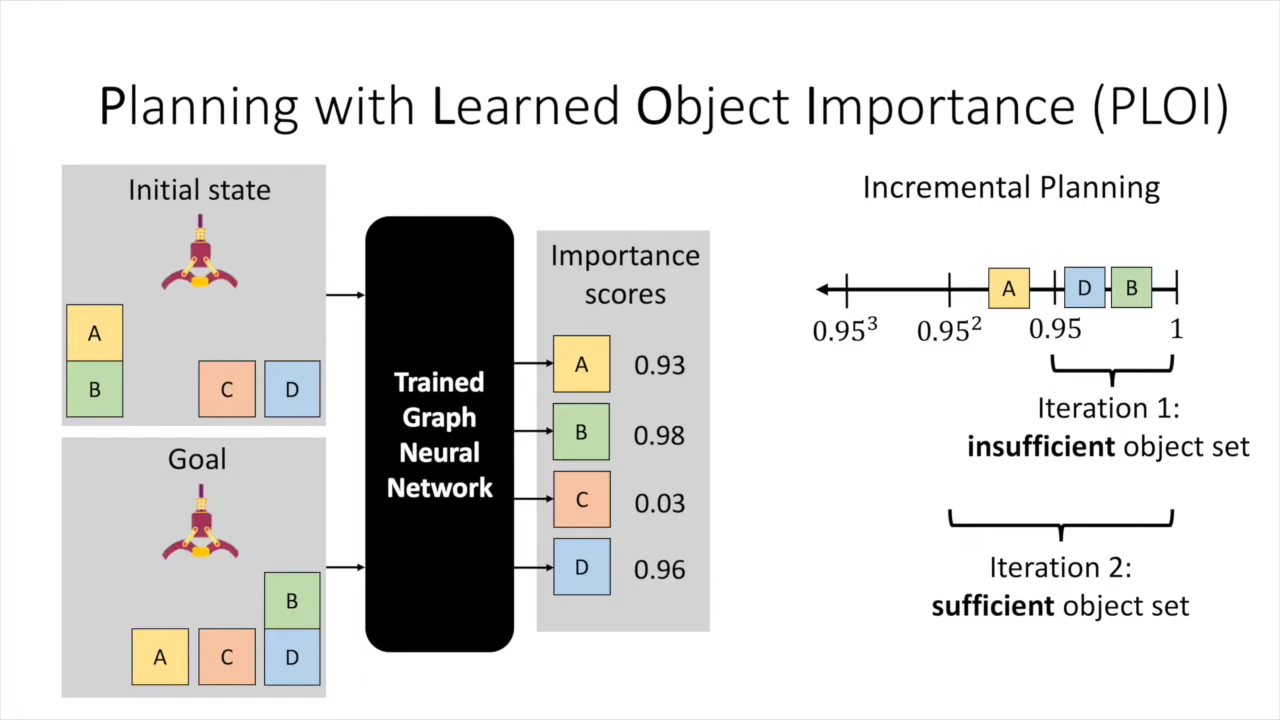 Planning with Learned Object Importance (PLOI)
Initial state
A
B
C
D
Goal
B
A
C
D
Trained
Graph
Neural
Network
Importance
scores
A 0.93
B 0.98
C 0.03
D 0.96
Incremental Planning
A D B
0.95³ 0.95² 0.95 1
Iteration 1:
insufficient object set
Iteration 2:
sufficient object set